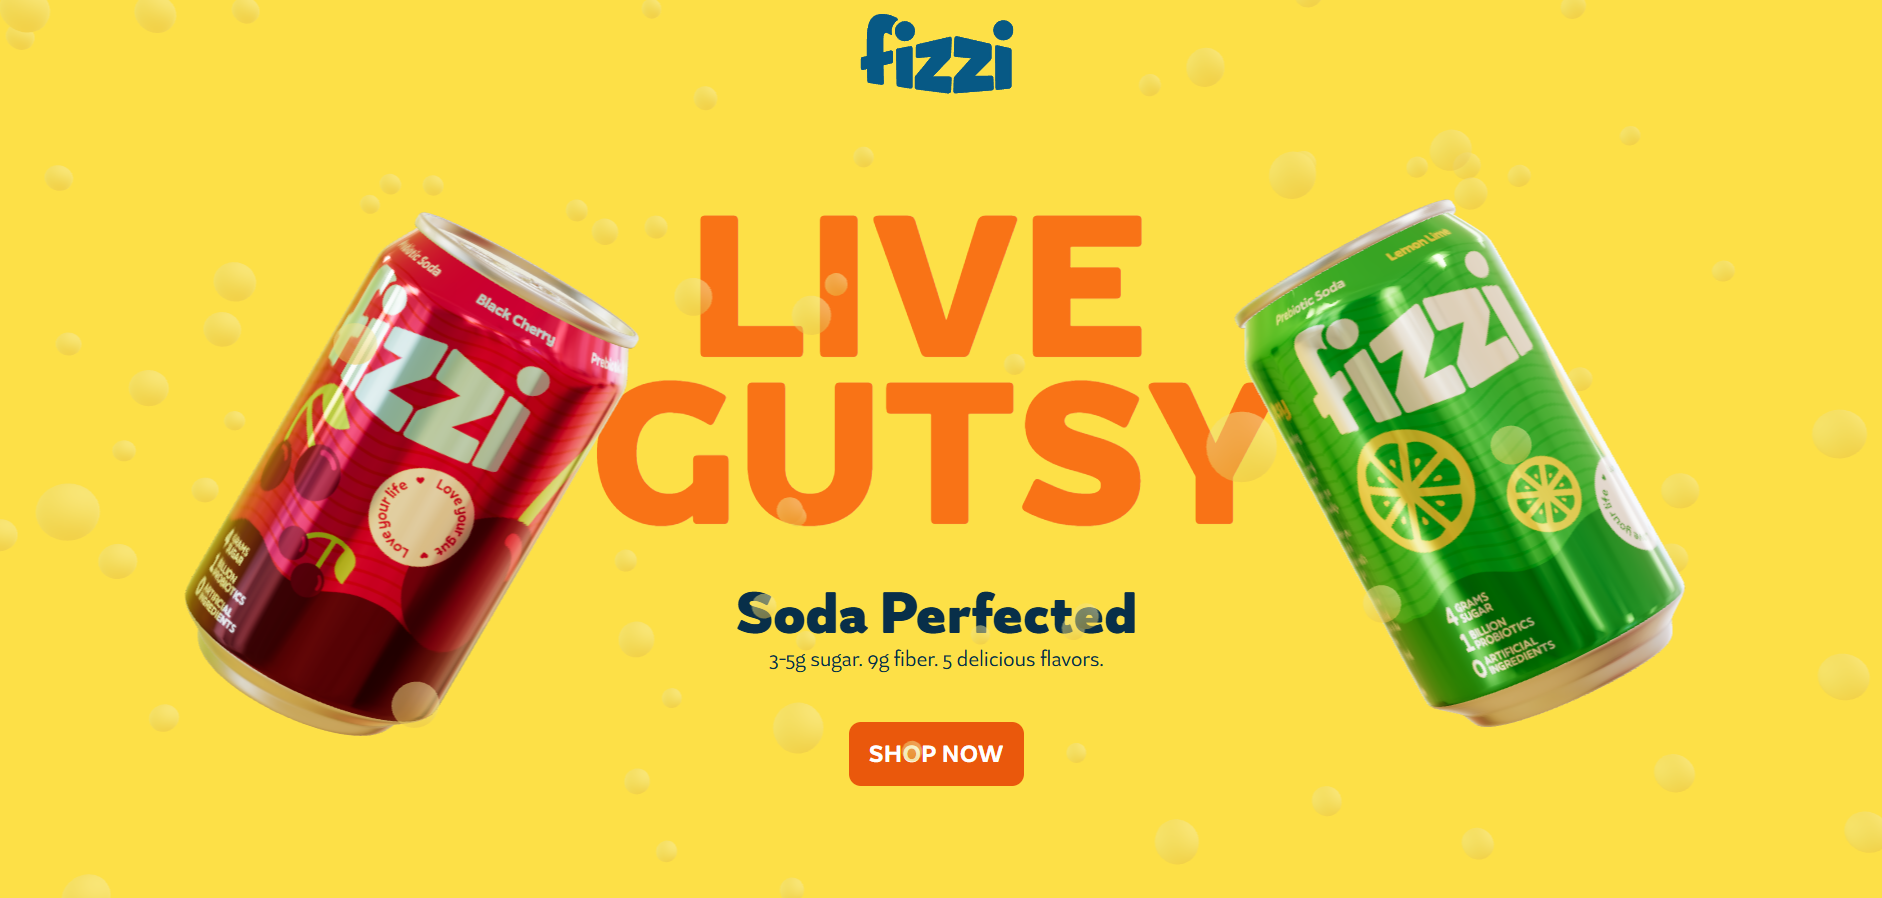 fizzi
LIVE
GUTSY
Soda Perfected
3-5g sugar. 9g fiber. 5 delicious flavors.
SHOP NOW
Soda
Black Cherry
fizzi
Love your life ♥ Love your gut ♥
4 GRAMS
SUGAR
1 BILLION
PROBIOTICS
0 ARTIFICIAL
INGREDIENTS
Prebiotic Soda
Lemon Lime
fizzi
your life
4 GRAMS
SUGAR
1 BILLION
PROBIOTICS
0 ARTIFICIAL
INGREDIENTS